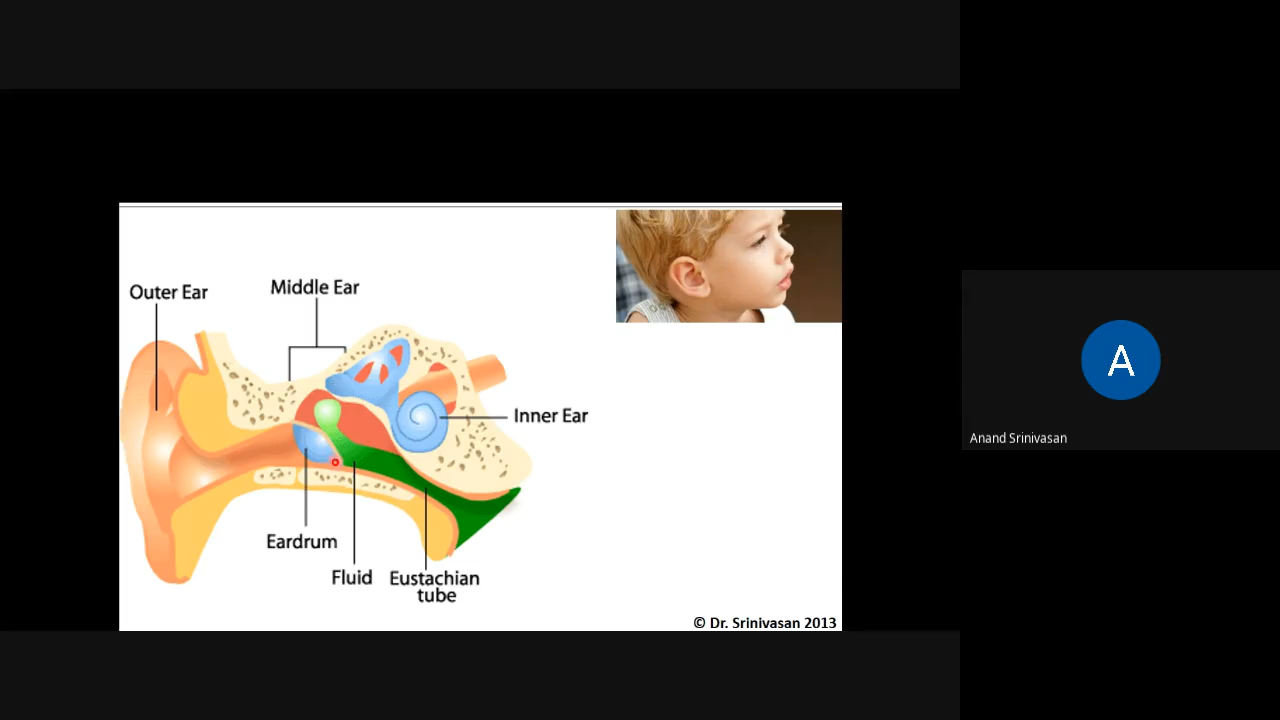 Outer Ear
Middle Ear
Inner Ear
Eardrum
Fluid
Eustachian
tube
© Dr. Srinivasan 2013
A
Anand Srinivasan